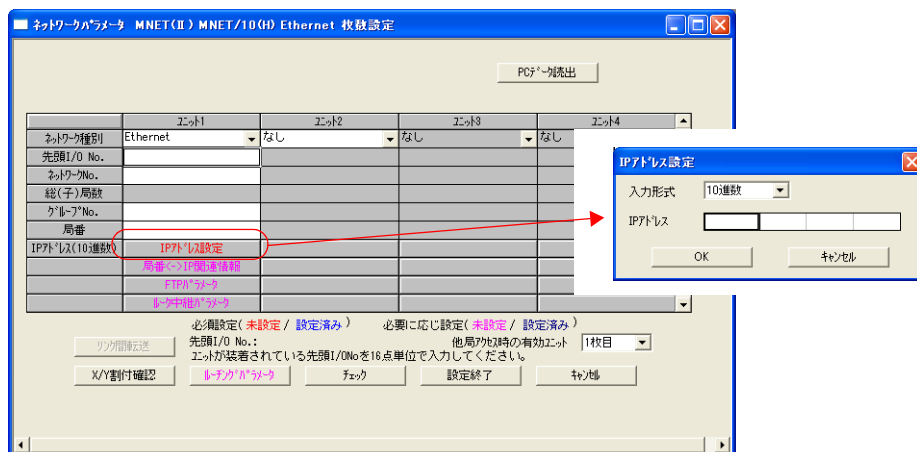 ネットワークパラメータ MNET(Ⅱ) MNET/10(H) Ethernet 枚数設定
PCデータ読出
ユニット1 ユニット2 ユニット3 ユニット4
ネットワーク種別 Ethernet なし なし なし
先頭I/O No.
ネットワークNo.
総(子)局数
グループNo.
局番
IPアドレス(10進数) IPアドレス設定
局番<->IP関連情報
FTPパラメータ
ルータ中継パラメータ
IPアドレス設定
入力形式 10進数
IPアドレス
OK キャンセル
必須設定( 未設定 / 設定済み ) 必要に応じ設定( 未設定 / 設定済み )
リンク間転送 先頭I/O No.: 他局アクセス時の有効ユニット 1枚目
ユニットが装着されている先頭I/ONoを16点単位で入力してください。
X/Y割付確認 ルーチングパラメータ チェック 設定終了 キャンセル